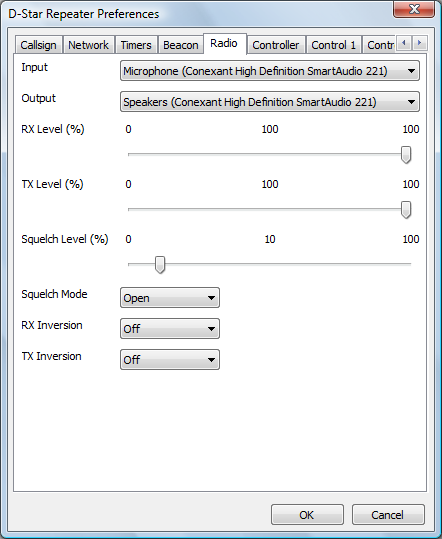 D-Star Repeater Preferences
Callsign Network Timers Beacon Radio Controller Control 1 Contr
Input Microphone (Conexant High Definition SmartAudio 221)
Output Speakers (Conexant High Definition SmartAudio 221)
RX Level (%) 0 100 100
TX Level (%) 0 100 100
Squelch Level (%) 0 10 100
Squelch Mode Open
RX Inversion Off
TX Inversion Off
OK Cancel